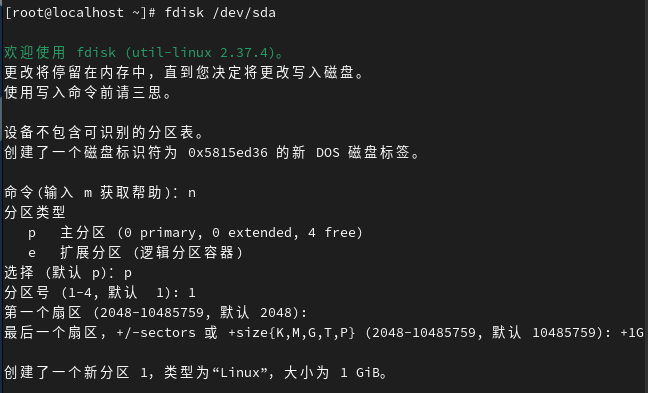 [root@localhost ~]# fdisk /dev/sda
欢迎使用 fdisk (util-linux 2.37.4)。
更改将停留在内存中，直到您决定将更改写入磁盘。
使用写入命令前请三思。
设备不包含可识别的分区表。
创建了一个磁盘标识符为 0x5815ed36 的新 DOS 磁盘标签。
命令(输入 m 获取帮助)：n
分区类型
   p   主分区 (0 primary, 0 extended, 4 free)
   e   扩展分区 (逻辑分区容器)
选择 (默认 p)：p
分区号 (1-4, 默认  1): 1
第一个扇区 (2048-10485759, 默认 2048):
最后一个扇区，+/-sectors 或 +size{K,M,G,T,P} (2048-10485759, 默认 10485759): +1G
创建了一个新分区 1，类型为“Linux”，大小为 1 GiB。